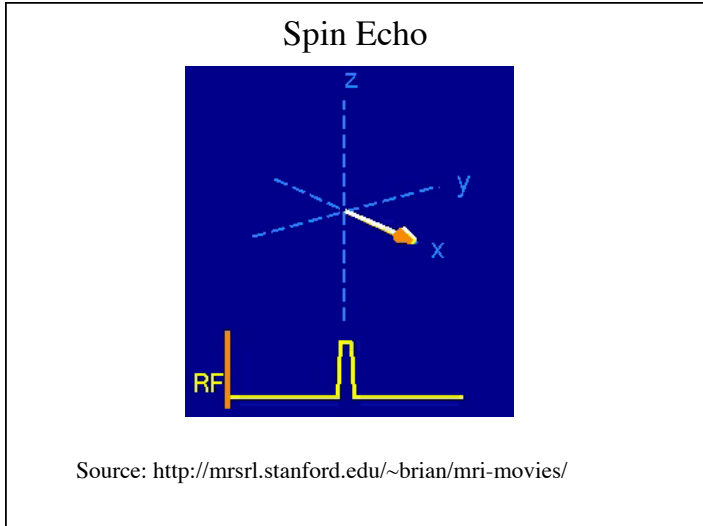 Spin Echo
z
y
x
RF
Source: http://mrsrl.stanford.edu/~brian/mri-movies/